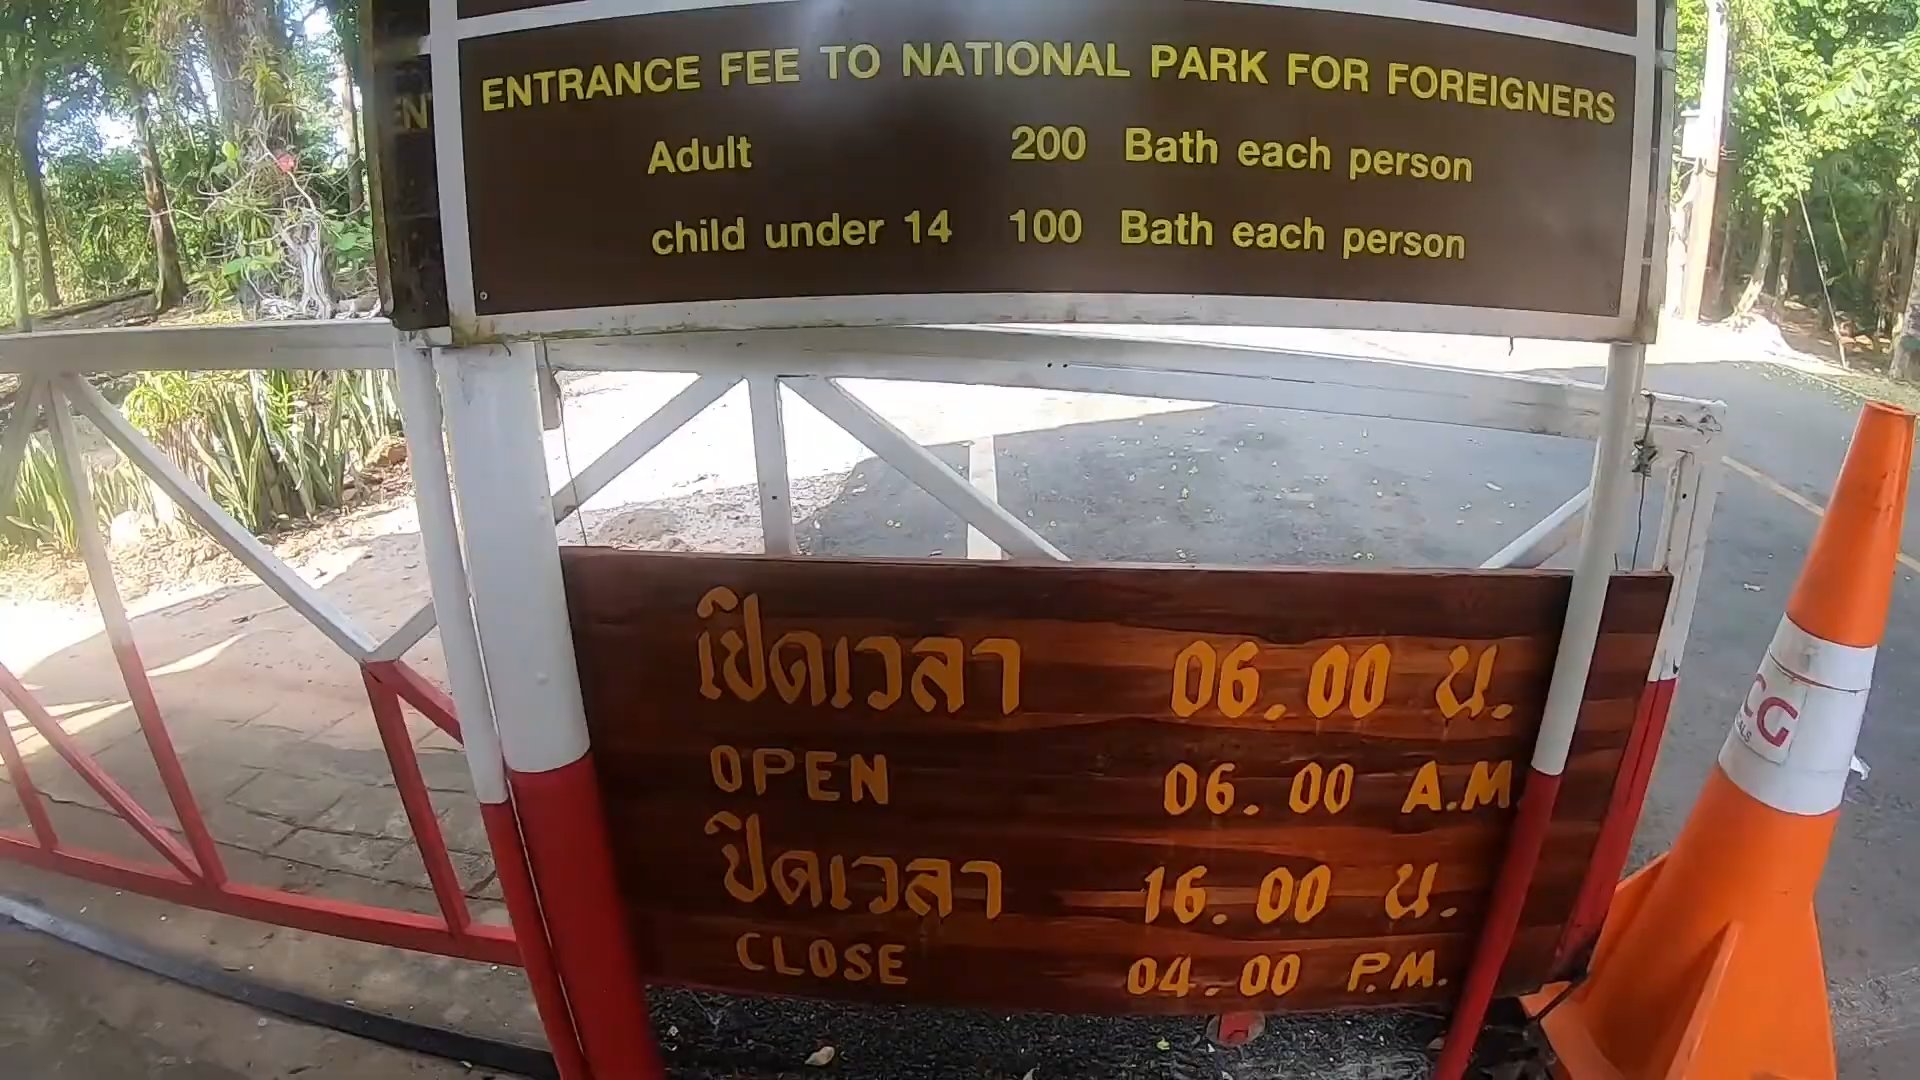 ENTRANCE FEE TO NATIONAL PARK FOR FOREIGNERS
Adult 200 Bath each person
child under 14 100 Bath each person
เปิดเวลา 06.00 น.
OPEN 06.00 A.M.
ปิดเวลา 16.00 น.
CLOSE 04.00 P.M.
CG